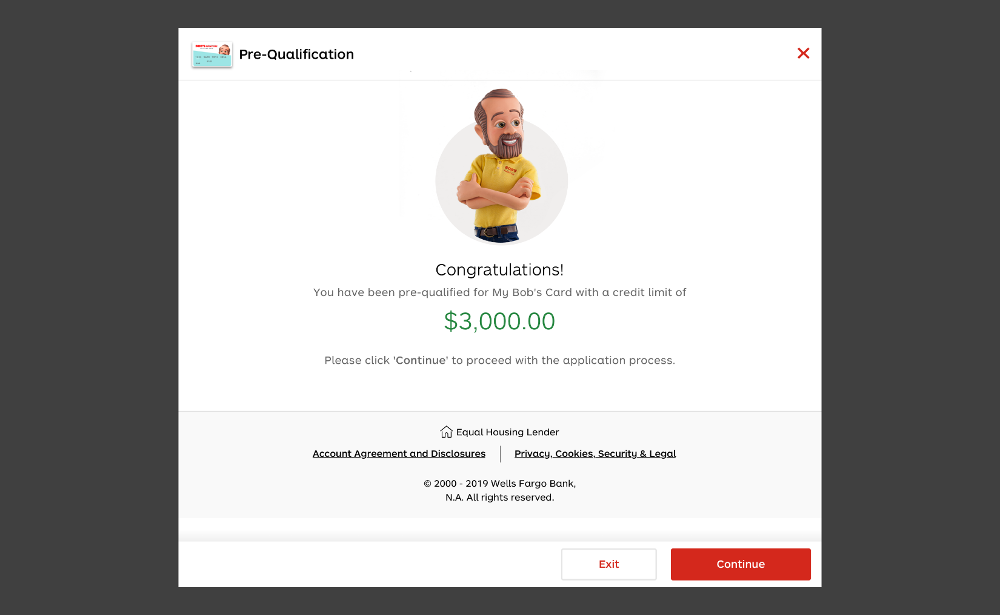 BOB'S
Pre-Qualification
BOB'S
Congratulations!
You have been pre-qualified for My Bob's Card with a credit limit of
$3,000.00
Please click 'Continue' to proceed with the application process.
Equal Housing Lender
Account Agreement and Disclosures
Privacy, Cookies, Security & Legal
© 2000 - 2019 Wells Fargo Bank,
N.A. All rights reserved.
Exit
Continue